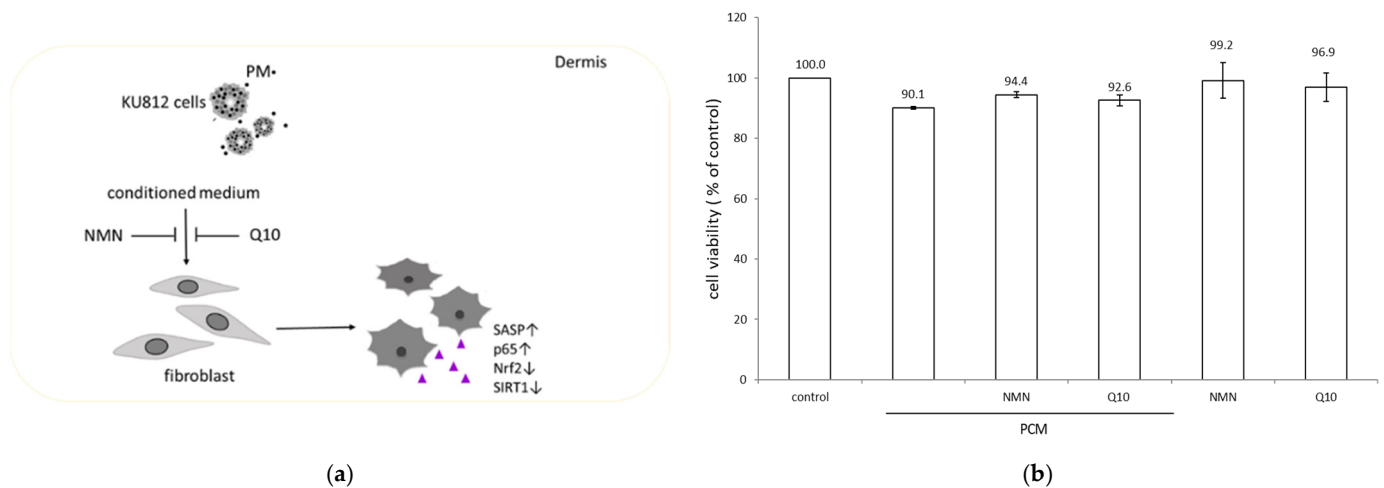 PM•
Dermis
KU812 cells
conditioned medium
NMN
Q10
SASP↑
p65↑
Nrf2↓
SIRT1↓
fibroblast
(a)
cell viability ( % of control)
120
100
80
60
40
20
0
100.0
90.1
94.4
92.6
99.2
96.9
control
NMN
Q10
NMN
Q10
PCM
(b)